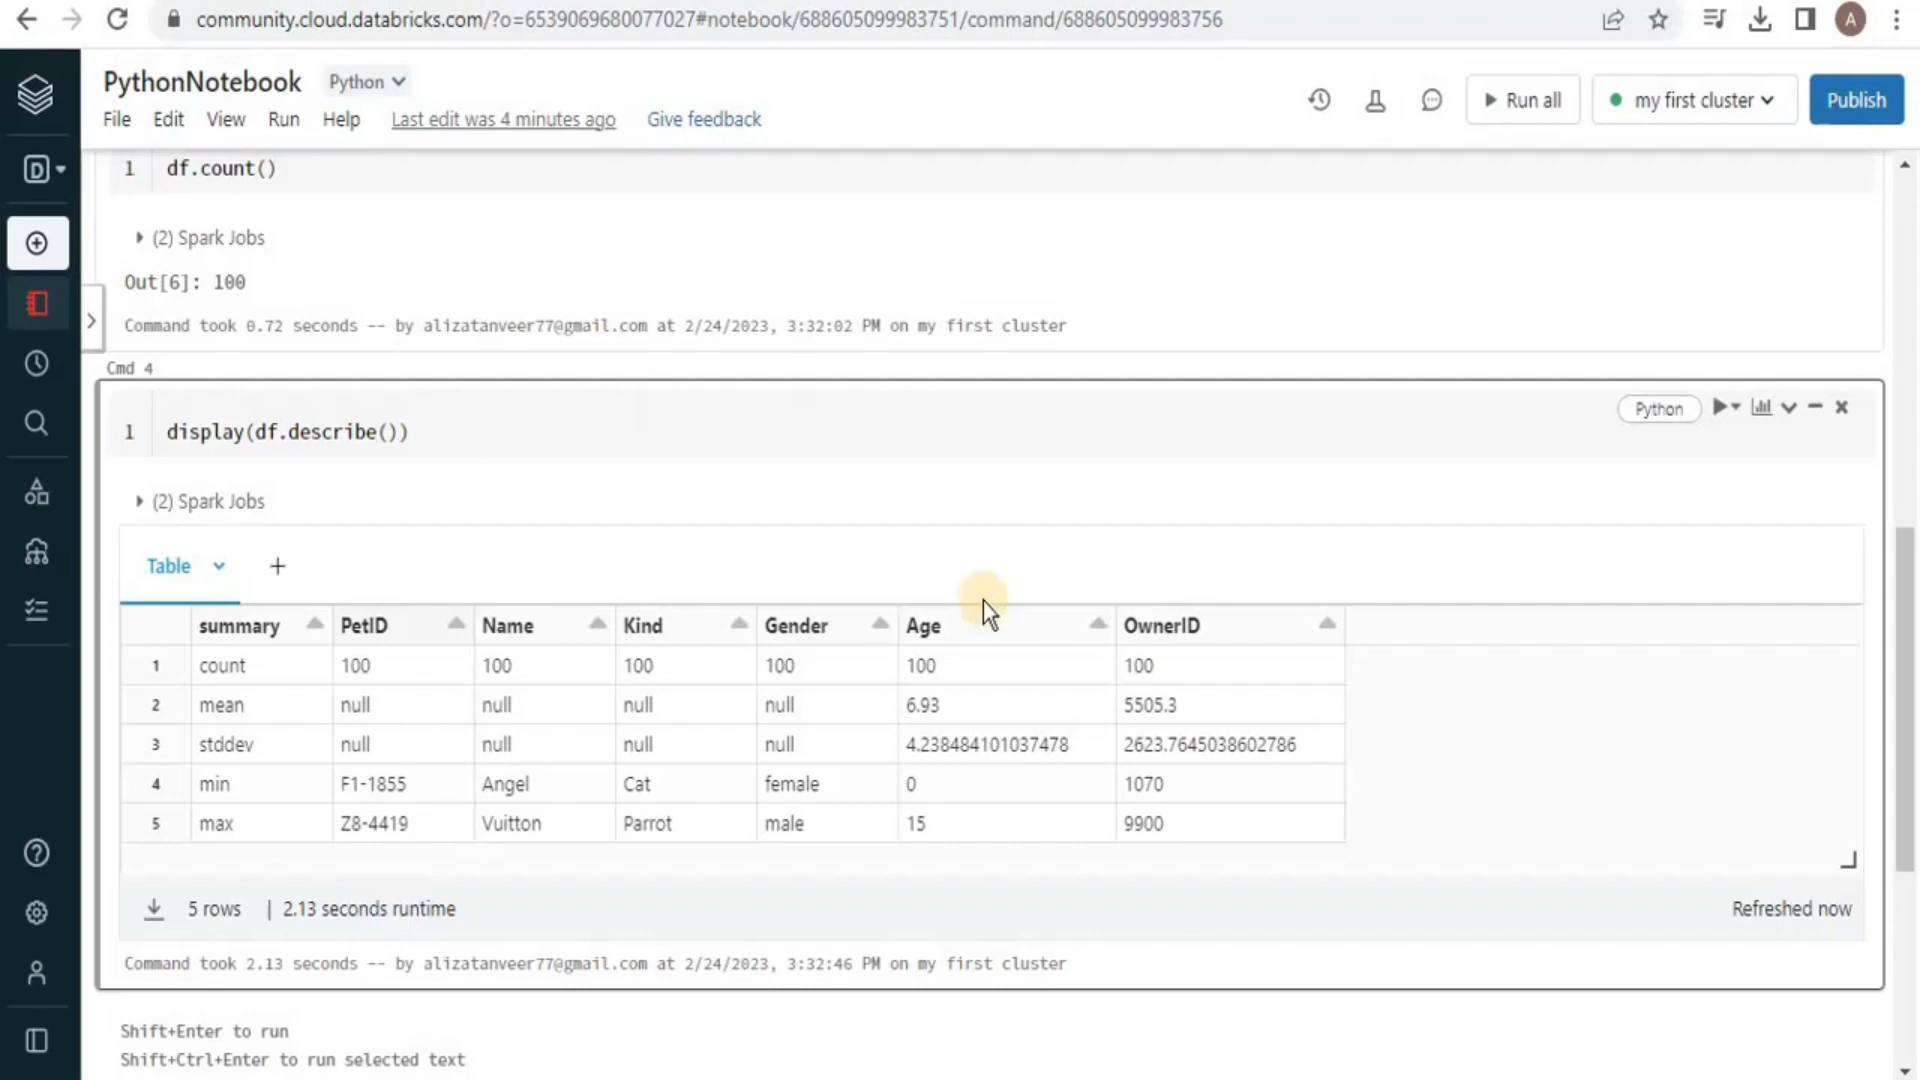 community.cloud.databricks.com/?o=6539069680077027#notebook/688605099983751/command/688605099983756
A
PythonNotebook Python
File Edit View Run Help Last edit was 4 minutes ago Give feedback
Run all my first cluster Publish
D
1 df.count()
(2) Spark Jobs
Out[6]: 100
Command took 0.72 seconds -- by alizatanveer77@gmail.com at 2/24/2023, 3:32:02 PM on my first cluster
Cmd 4
Python
1 display(df.describe())
(2) Spark Jobs
Table +
summary PetID Name Kind Gender Age OwnerID
1 count 100 100 100 100 100 100
2 mean null null null null 6.93 5505.3
3 stddev null null null null 4.238484101037478 2623.7645038602786
4 min F1-1855 Angel Cat female 0 1070
5 max Z8-4419 Vuitton Parrot male 15 9900
5 rows | 2.13 seconds runtime Refreshed now
Command took 2.13 seconds -- by alizatanveer77@gmail.com at 2/24/2023, 3:32:46 PM on my first cluster
Shift+Enter to run
Shift+Ctrl+Enter to run selected text